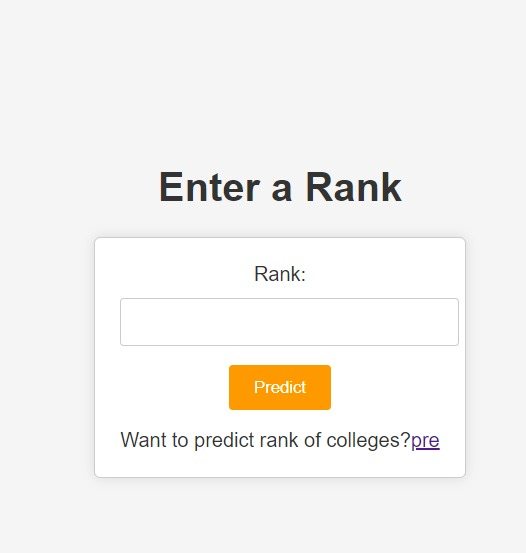 Enter a Rank
Rank:
Predict
Want to predict rank of colleges?pre